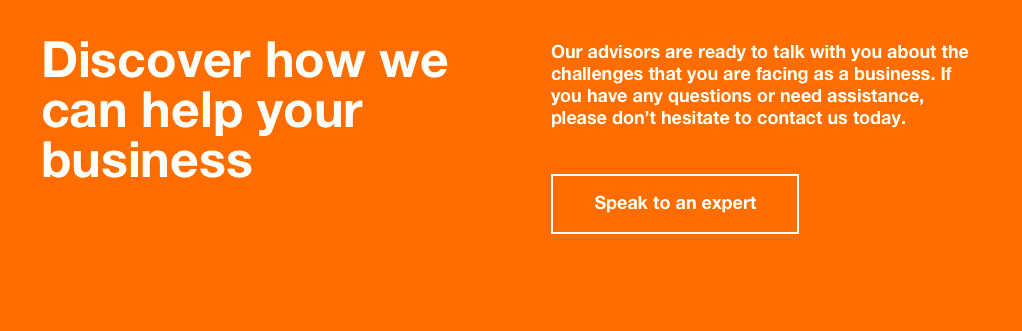 Discover how we
can help your
business
Our advisors are ready to talk with you about the
challenges that you are facing as a business. If
you have any questions or need assistance,
please don’t hesitate to contact us today.
Speak to an expert